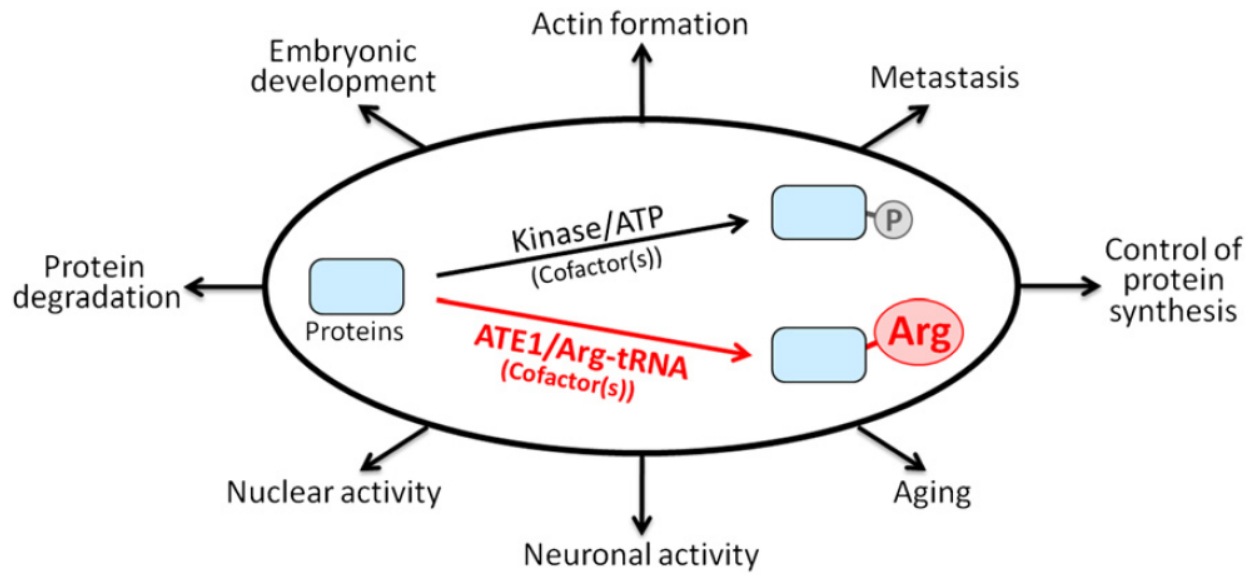 Actin formation
Embryonic
development
Metastasis
Kinase/ATP
(Cofactor(s))
P
Protein
degradation
Proteins
Control of
protein
synthesis
ATE1/Arg-tRNA
(Cofactor(s))
Arg
Nuclear activity
Aging
Neuronal activity